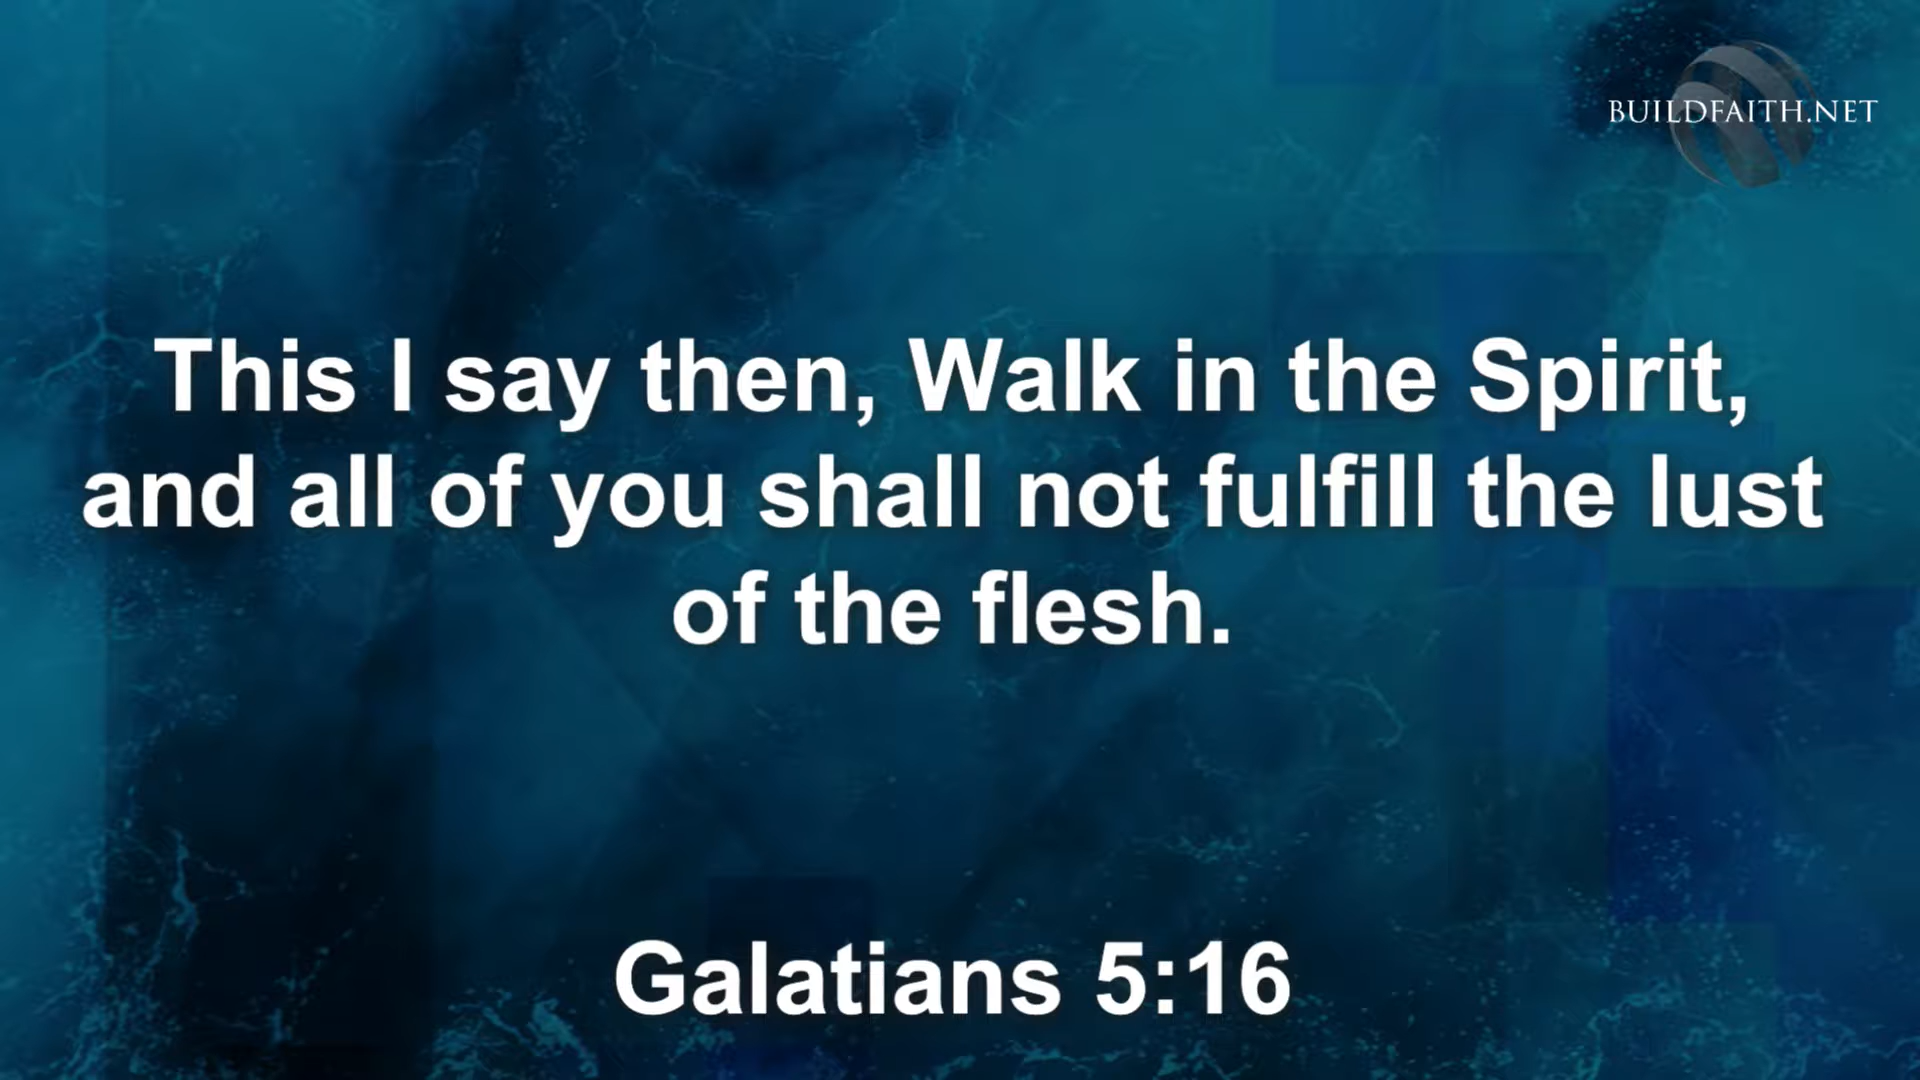 BUILDFAITH.NET
This I say then, Walk in the Spirit,
and all of you shall not fulfill the lust
of the flesh.
Galatians 5:16